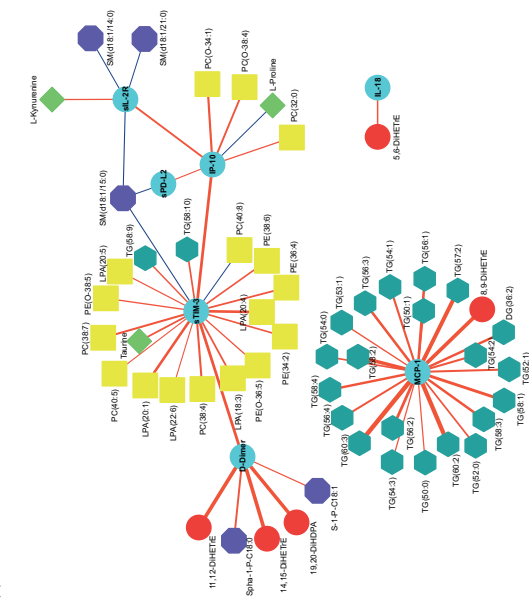 L-Kynurenine
SM(d18:1/14:0)
SM(d18:1/21:0)
sIL-2R
SM(d18:1/15:0)
sPD-L2
IP-10
PC(O-34:1)
PC(O-38:4)
L-Proline
PC(32:0)
IL-18
5,6-DiHETrE
TG(58:9)
TG(58:10)
LPA(20:5)
PE(O-38:5)
PC(38:7)
Taurine
PC(40:5)
LPA(20:1)
LPA(22:6)
PC(38:4)
LPA(18:3)
PE(O-36:5)
PE(34:2)
LPA(20:4)
PE(36:4)
PE(38:6)
PC(40:8)
sTIM-3
D-Dimer
11,12-DiHETrE
Spha-1-P-C18:0
14,15-DiHETrE
19,20-DiHDPA
S-1-P-C18:1
MCP-1
TG(53:1)
TG(56:3)
TG(54:1)
TG(56:1)
TG(50:1)
TG(57:2)
8,9-DiHETrE
DG(36:2)
TG(54:2)
TG(52:1)
TG(58:1)
TG(58:3)
TG(52:0)
TG(60:2)
TG(50:0)
TG(54:3)
TG(60:3)
TG(56:4)
TG(58:4)
TG(54:0)